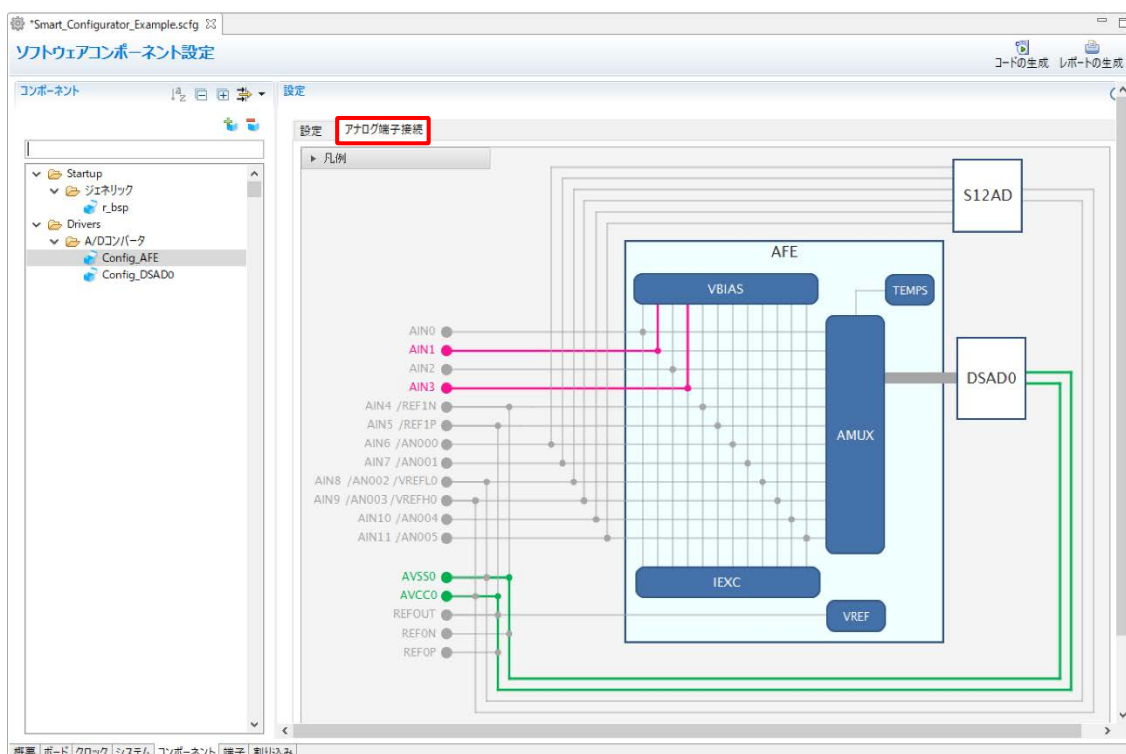 *Smart_Configurator_Example.scfg
ソフトウェアコンポーネント設定
コードの生成 レポートの生成
コンポーネント
設定
設定 アナログ端子接続
凡例
Startup
ジェネリック
r_bsp
Drivers
A/Dコンバータ
Config_AFE
Config_DSAD0
S12AD
AFE
VBIAS
TEMPS
AIN0
AIN1
AIN2
AIN3
AIN4 /REF1N
AIN5 /REF1P
AIN6 /AN000
AIN7 /AN001
AIN8 /AN002 /VREFL0
AIN9 /AN003 /VREFH0
AIN10 /AN004
AIN11 /AN005
DSAD0
AMUX
AVSS0
AVCC0
REFOUT
REF0N
REF0P
IEXC
VREF
概要 ボード クロック システム コンポーネント 端子 割り込み